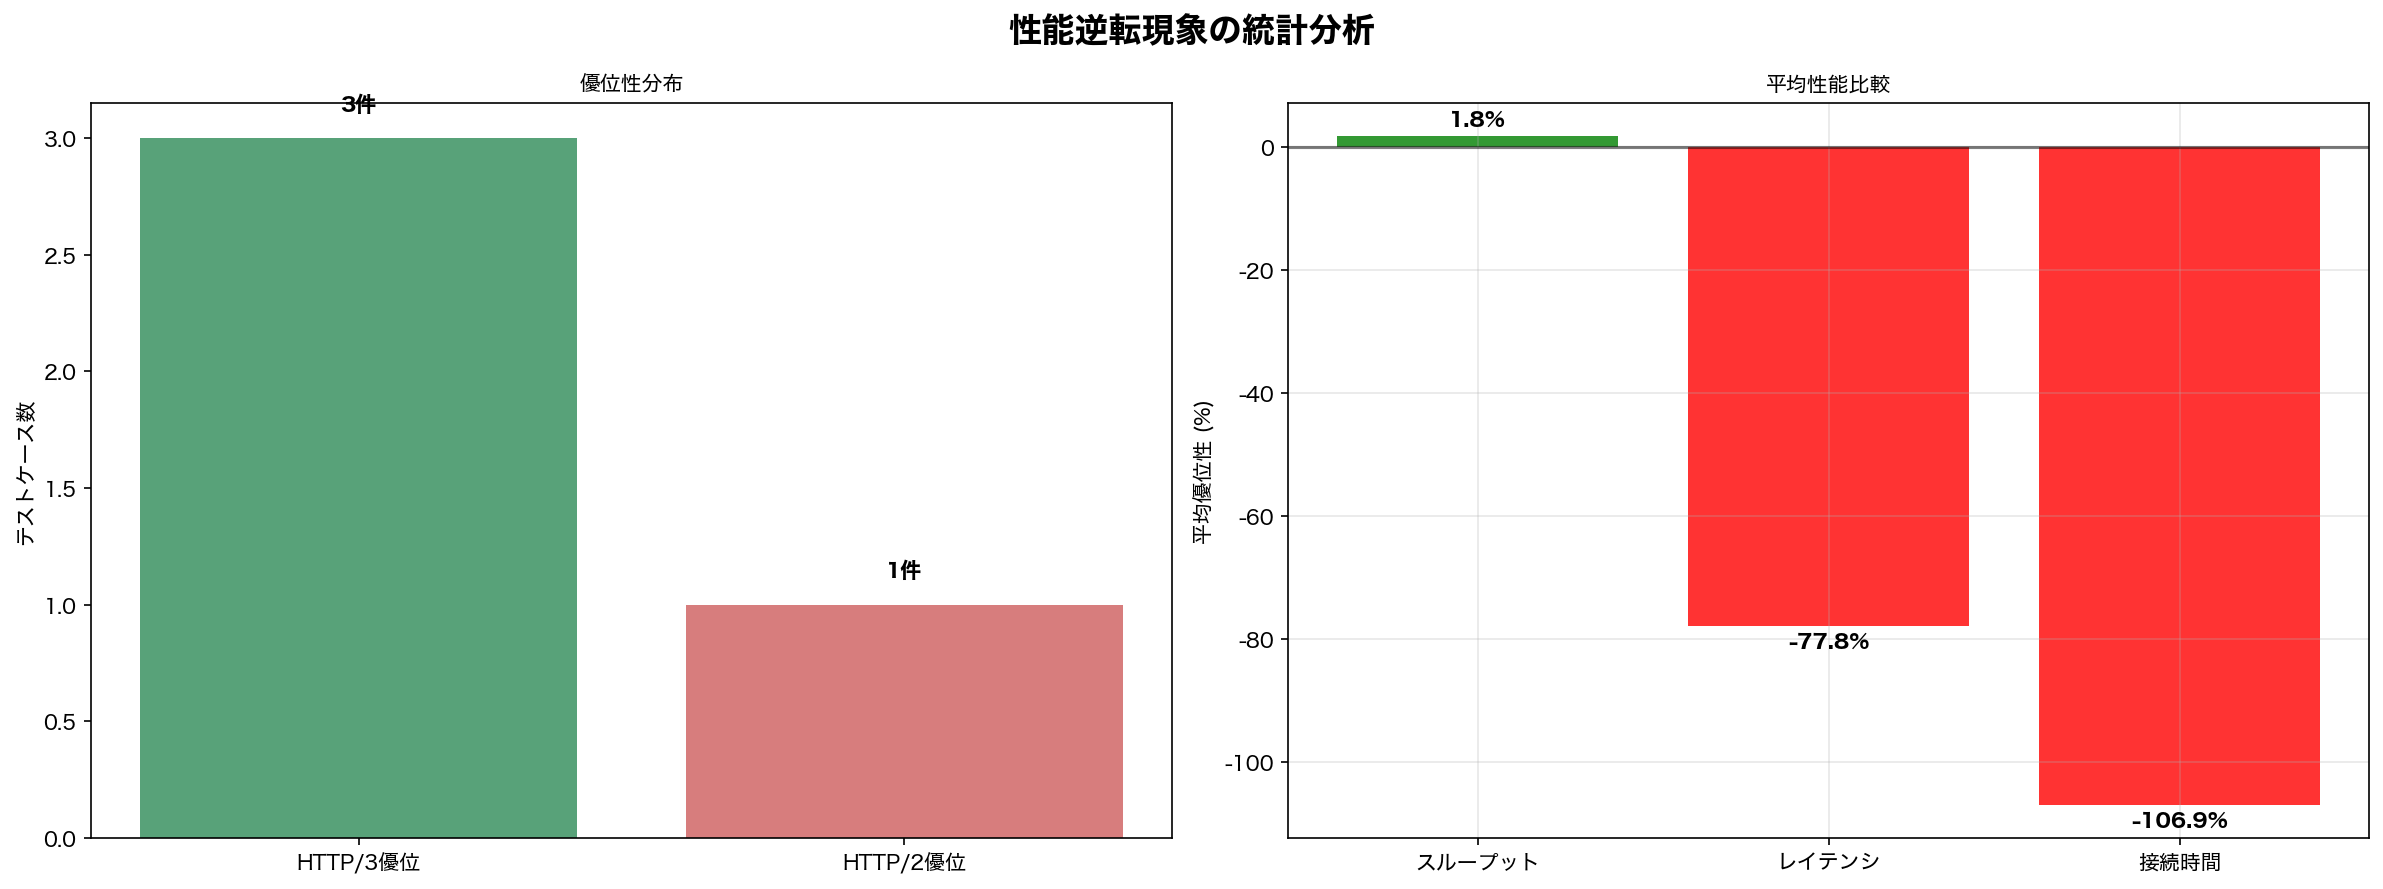 性能逆転現象の統計分析
優位性分布
3件
1件
3.0
2.5
2.0
1.5
1.0
0.5
0.0
テストケース数
HTTP/3優位
HTTP/2優位
平均性能比較
1.8%
-77.8%
-106.9%
0
-20
-40
-60
-80
-100
平均優位性 (%)
スループット
レイテンシ
接続時間